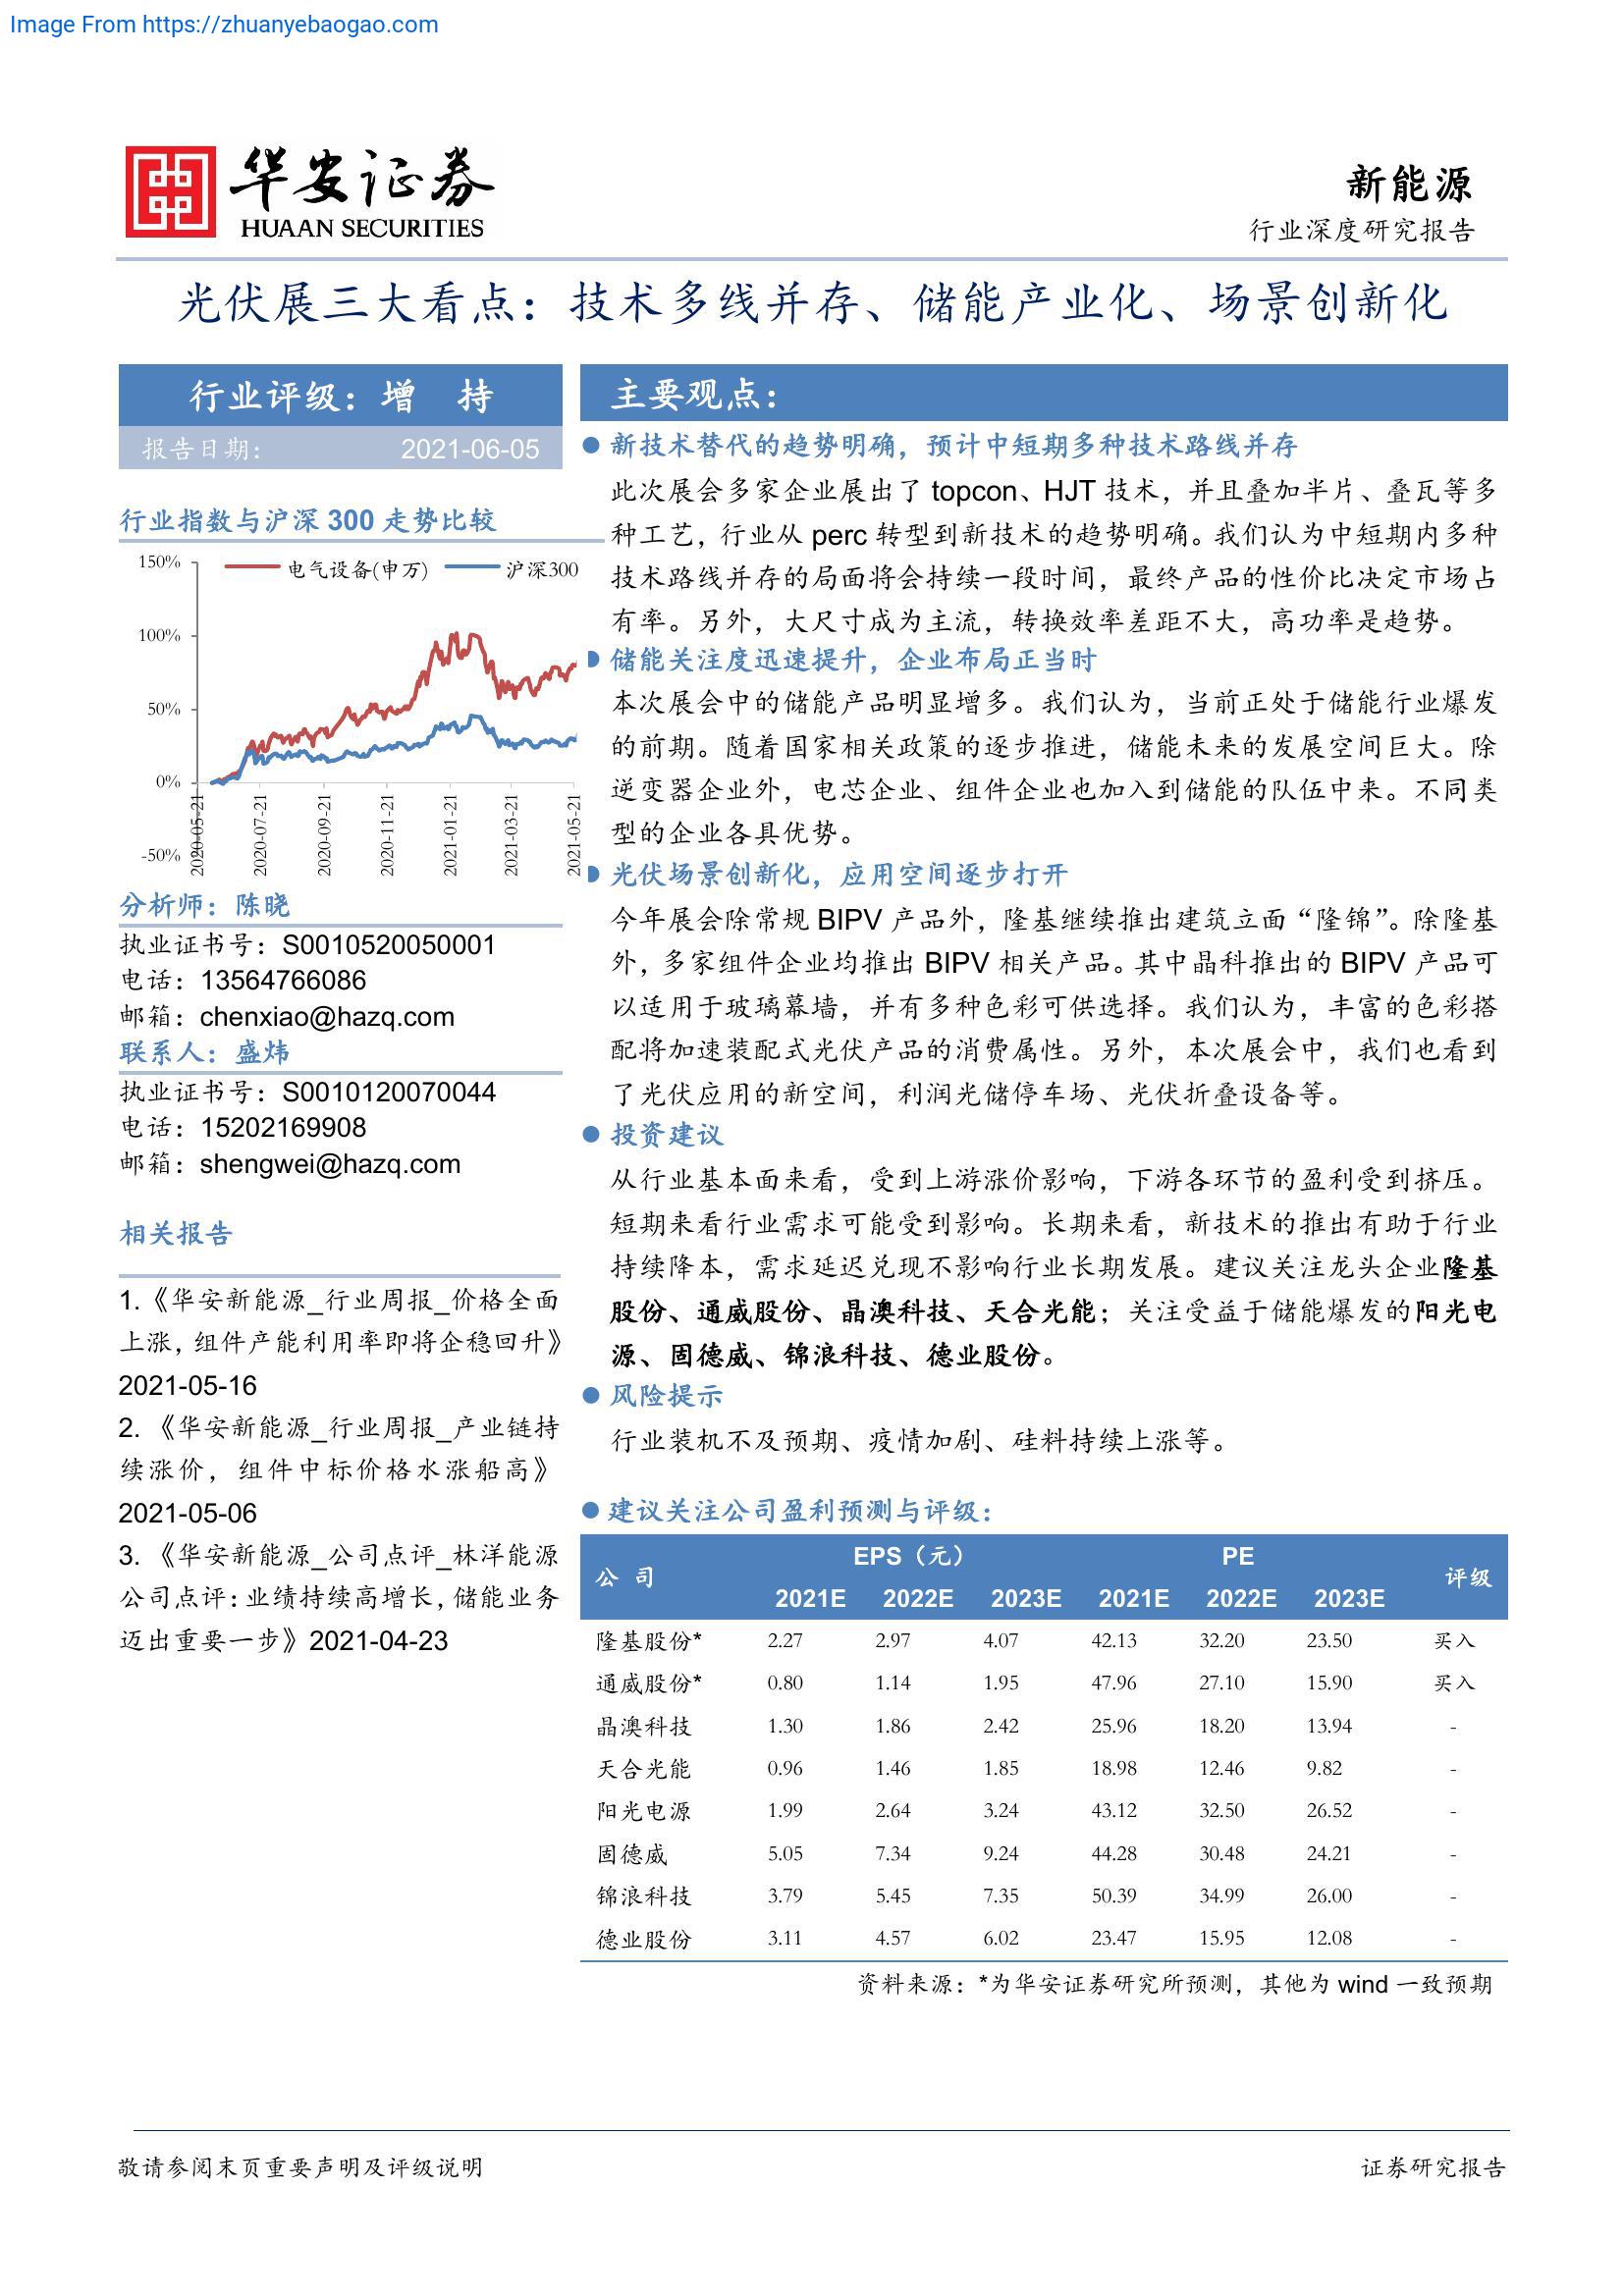 Image From https://zhuanyebaogao.com
华安证券
HUAAN SECURITIES
新能源
行业深度研究报告
光伏展三大看点：技术多线并存、储能产业化、场景创新化
行业评级：增 持
报告日期： 2021-06-05
行业指数与沪深 300 走势比较
电气设备(申万) 沪深300
150%
100%
50%
0%
-50%
2020-05-21 2020-07-21 2020-09-21 2020-11-21 2021-01-21 2021-03-21 2021-05-21
分析师：陈晓
执业证书号：S0010520050001
电话：13564766086
邮箱：chenxiao@hazq.com
联系人：盛炜
执业证书号：S0010120070044
电话：15202169908
邮箱：shengwei@hazq.com
相关报告
1.《华安新能源_行业周报_价格全面
上涨，组件产能利用率即将企稳回升》
2021-05-16
2. 《华安新能源_行业周报_产业链持
续涨价，组件中标价格水涨船高》
2021-05-06
3. 《华安新能源_公司点评_林洋能源
公司点评：业绩持续高增长，储能业务
迈出重要一步》2021-04-23
主要观点：
● 新技术替代的趋势明确，预计中短期多种技术路线并存
此次展会多家企业展出了 topcon、HJT 技术，并且叠加半片、叠瓦等多
种工艺，行业从 perc 转型到新技术的趋势明确。我们认为中短期内多种
技术路线并存的局面将会持续一段时间，最终产品的性价比决定市场占
有率。另外，大尺寸成为主流，转换效率差距不大，高功率是趋势。
● 储能关注度迅速提升，企业布局正当时
本次展会中的储能产品明显增多。我们认为，当前正处于储能行业爆发
的前期。随着国家相关政策的逐步推进，储能未来的发展空间巨大。除
逆变器企业外，电芯企业、组件企业也加入到储能的队伍中来。不同类
型的企业各具优势。
● 光伏场景创新化，应用空间逐步打开
今年展会除常规 BIPV 产品外，隆基继续推出建筑立面“隆锦”。除隆基
外，多家组件企业均推出 BIPV 相关产品。其中晶科推出的 BIPV 产品可
以适用于玻璃幕墙，并有多种色彩可供选择。我们认为，丰富的色彩搭
配将加速装配式光伏产品的消费属性。另外，本次展会中，我们也看到
了光伏应用的新空间，利润光储停车场、光伏折叠设备等。
● 投资建议
从行业基本面来看，受到上游涨价影响，下游各环节的盈利受到挤压。
短期来看行业需求可能受到影响。长期来看，新技术的推出有助于行业
持续降本，需求延迟兑现不影响行业长期发展。建议关注龙头企业隆基
股份、通威股份、晶澳科技、天合光能；关注受益于储能爆发的阳光电
源、固德威、锦浪科技、德业股份。
● 风险提示
行业装机不及预期、疫情加剧、硅料持续上涨等。
● 建议关注公司盈利预测与评级：
公 司 EPS（元） PE 评级
2021E 2022E 2023E 2021E 2022E 2023E
隆基股份* 2.27 2.97 4.07 42.13 32.20 23.50 买入
通威股份* 0.80 1.14 1.95 47.96 27.10 15.90 买入
晶澳科技 1.30 1.86 2.42 25.96 18.20 13.94 -
天合光能 0.96 1.46 1.85 18.98 12.46 9.82 -
阳光电源 1.99 2.64 3.24 43.12 32.50 26.52 -
固德威 5.05 7.34 9.24 44.28 30.48 24.21 -
锦浪科技 3.79 5.45 7.35 50.39 34.99 26.00 -
德业股份 3.11 4.57 6.02 23.47 15.95 12.08 -
资料来源：*为华安证券研究所预测，其他为 wind 一致预期
敬请参阅末页重要声明及评级说明 证券研究报告